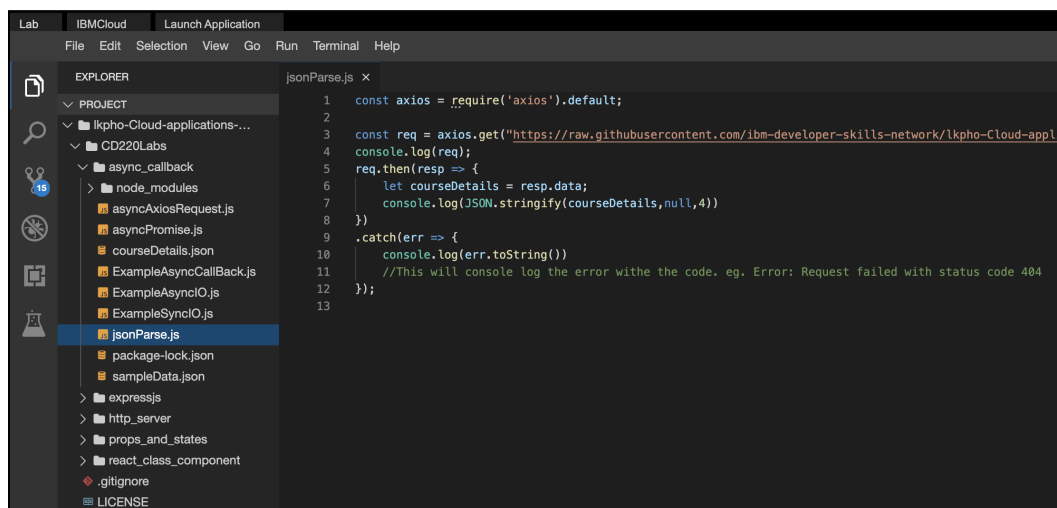 Lab IBMCloud Launch Application
File Edit Selection View Go Run Terminal Help
EXPLORER
PROJECT
lkpho-Cloud-applications-...
CD220Labs
async_callback
node_modules
asyncAxiosRequest.js
asyncPromise.js
courseDetails.json
ExampleAsyncCallBack.js
ExampleAsyncIO.js
ExampleSyncIO.js
jsonParse.js
package-lock.json
sampleData.json
expressjs
http_server
props_and_states
react_class_component
.gitignore
LICENSE
15
jsonParse.js ×
1 const axios = require('axios').default;
2
3 const req = axios.get("https://raw.githubusercontent.com/ibm-developer-skills-network/lkpho-Cloud-appl
4 console.log(req);
5 req.then(resp => {
6 let courseDetails = resp.data;
7 console.log(JSON.stringify(courseDetails,null,4))
8 })
9 .catch(err => {
10 console.log(err.toString())
11 //This will console log the error withe the code. eg. Error: Request failed with status code 404
12 });
13